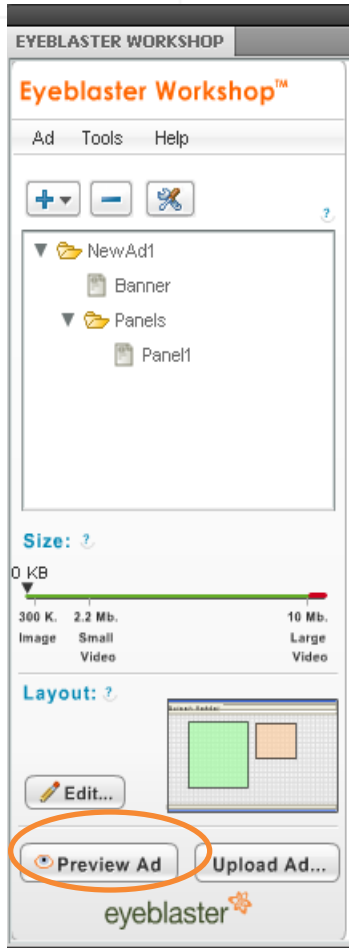 EYEBLASTER WORKSHOP
Eyeblaster Workshop™
Ad Tools Help
?
NewAd1
Banner
Panels
Panel1
Size: ?
0 KB
300 K. 2.2 Mb. 10 Mb.
Image Small Large
Video Video
Layout: ?
Edit...
Preview Ad Upload Ad...
eyeblaster